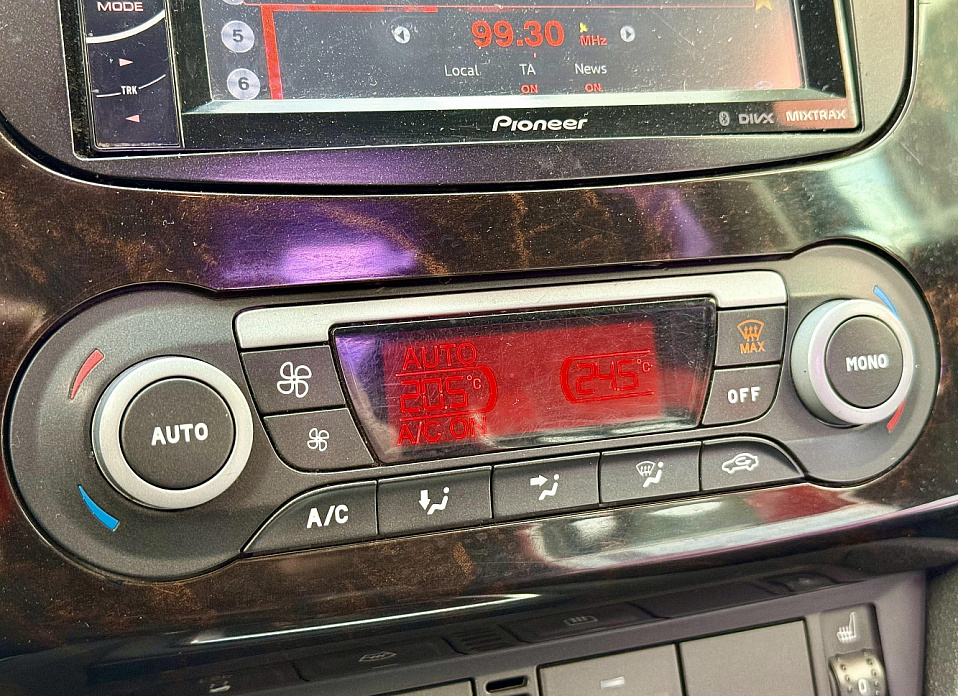 MODE
5
99.30 MHz
TRK
6
Local TA News
ON ON
Pioneer
DIVX MIXTRAX
AUTO
20.5°C
24.5°C
A/C ON
AUTO
MAX
OFF
MONO
A/C
0